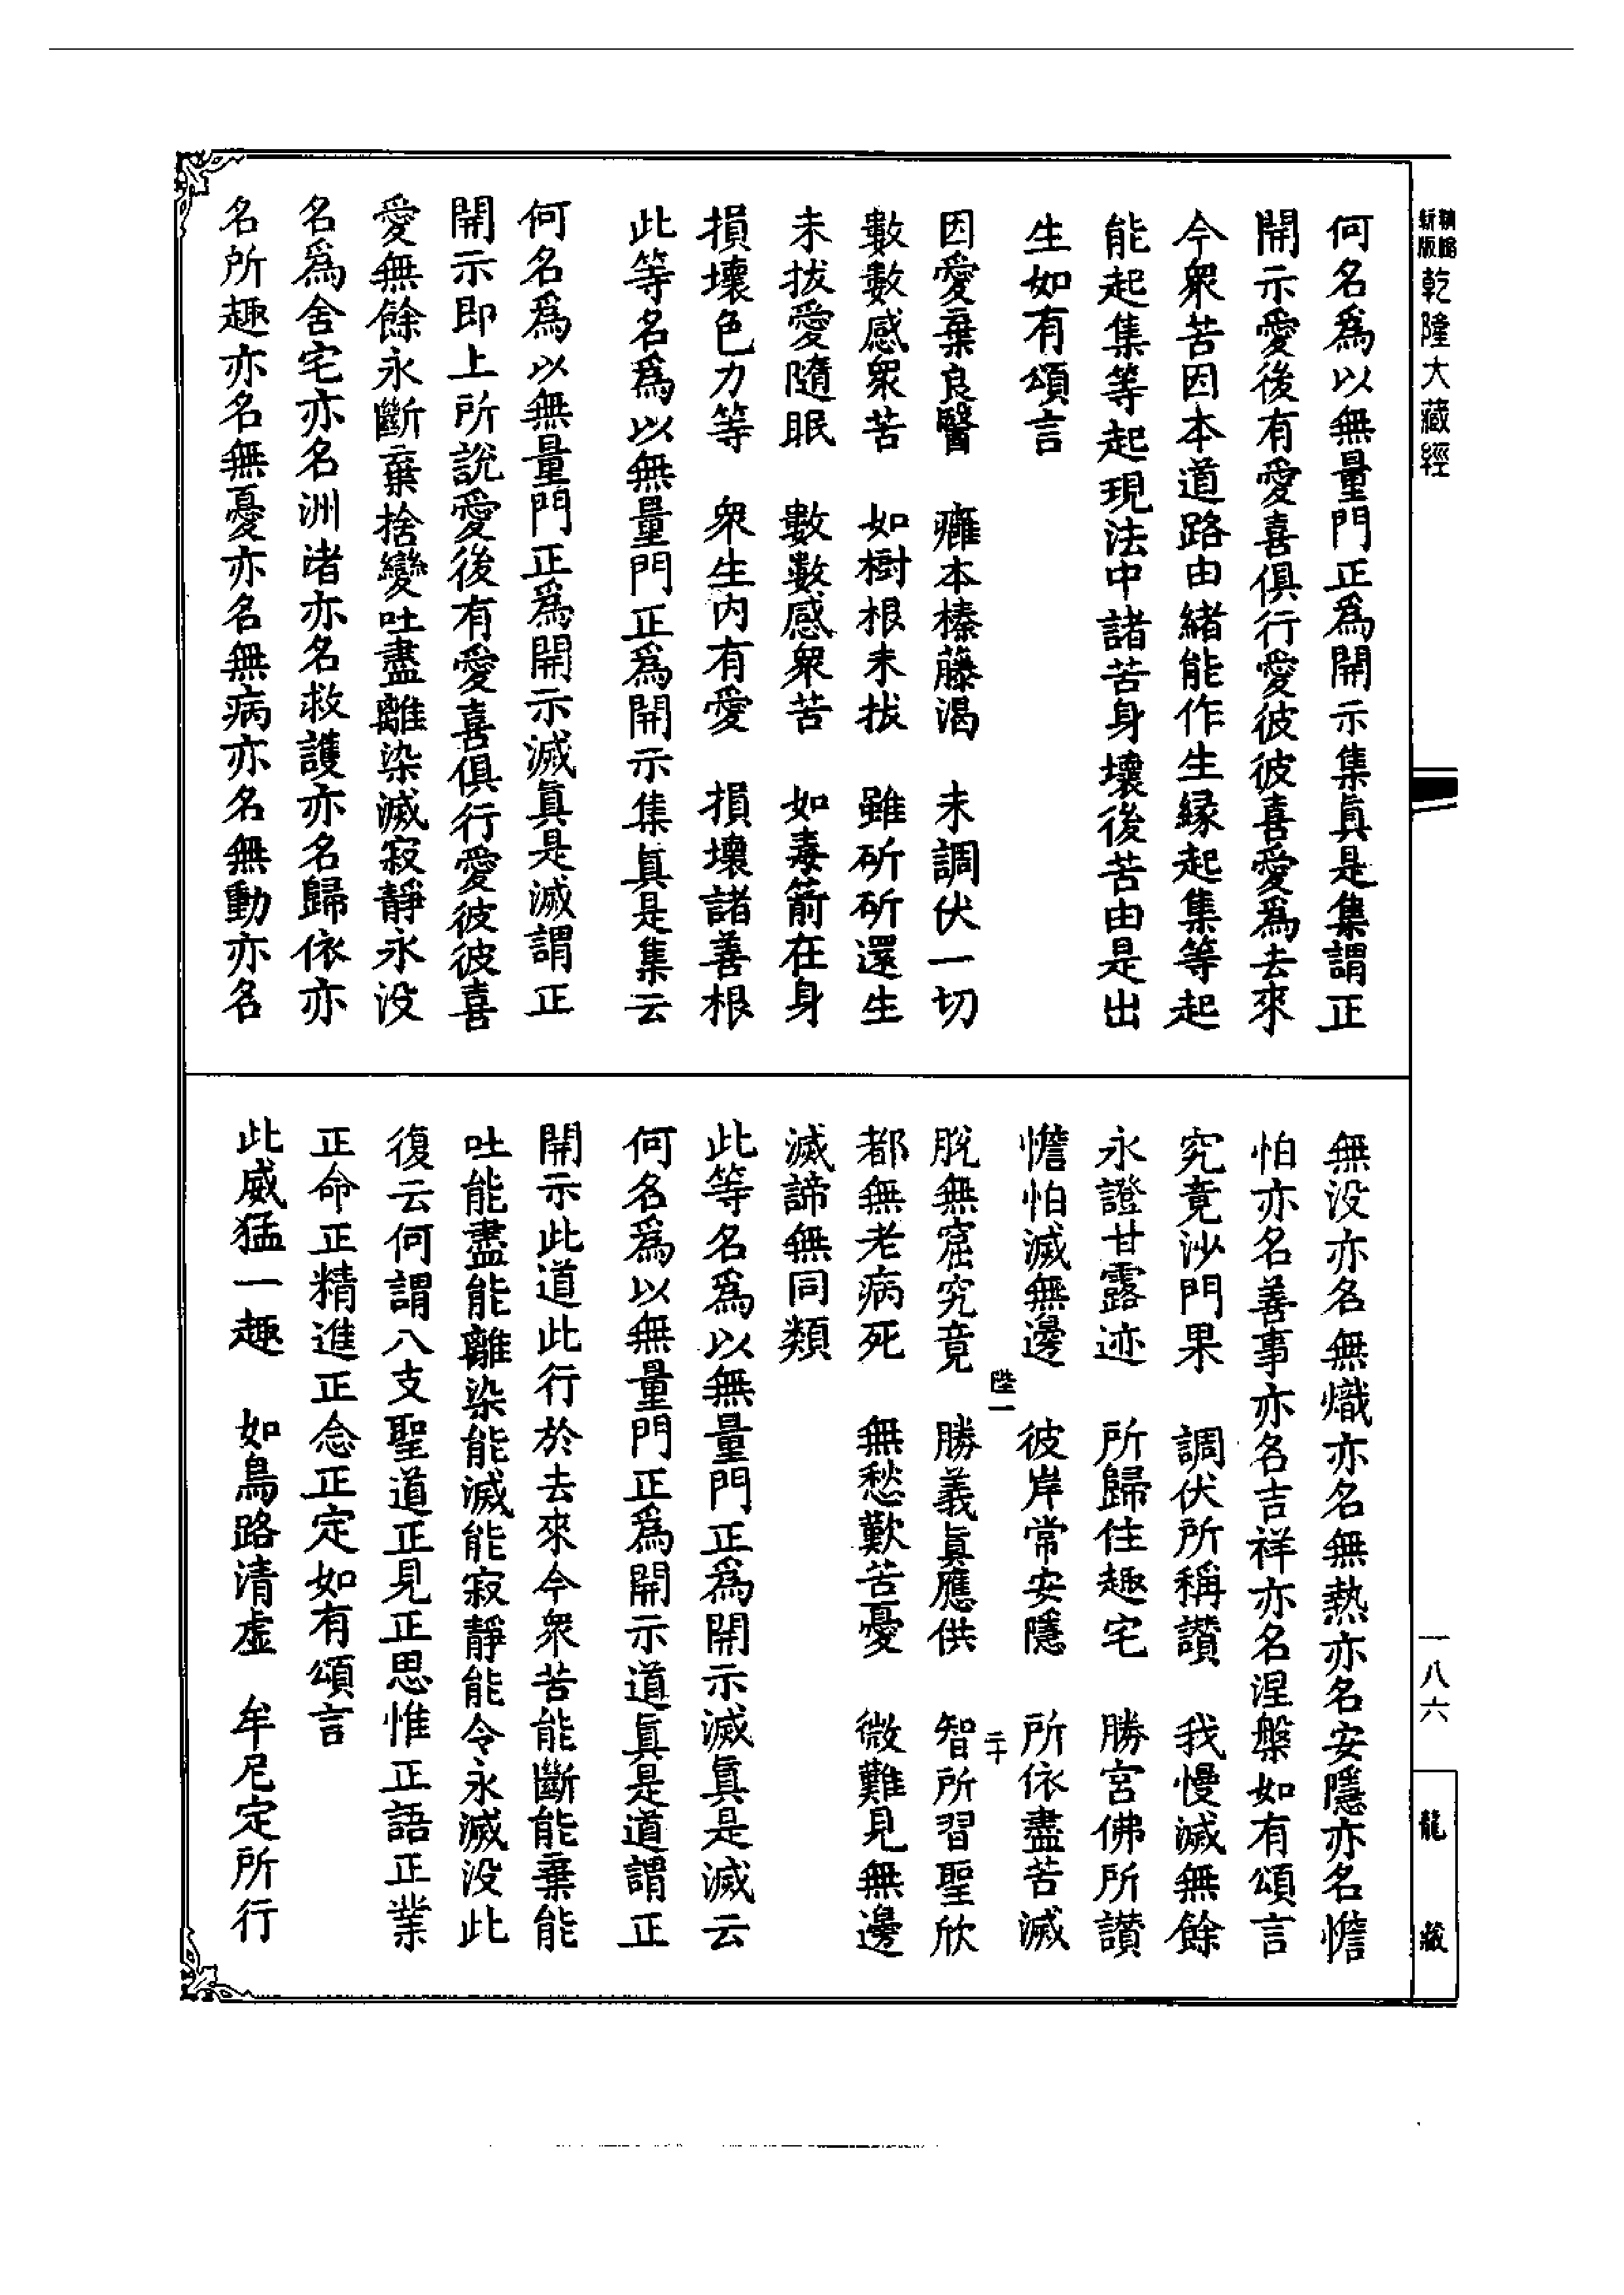 新版
乾隆大藏經
何名爲以無量門正爲開示集眞是集謂正
開示愛後有愛喜俱行愛彼彼喜愛爲去來
今衆苦因本道路由緒能作生緣起集等起
能起集等起現法中諸苦身壞後苦由是出
生如有頌言
因愛棄良醫　癰本榛藤渴　未調伏一切
數數感衆苦　如樹根未拔　雖斫斫還生
未拔愛隨眠　數數感衆苦　如毒箭在身
損壞色力等　衆生內有愛　損壞諸善根
此等名爲以無量門正爲開示集眞是集云
何名爲以無量門正爲開示滅眞是滅謂正
開示即上所說愛後有愛喜俱行愛彼彼喜
愛無餘永斷棄捨變吐盡離染滅寂靜永没
名爲舍宅亦名洲渚亦名救護亦名歸依亦
名所趣亦名無憂亦名無病亦名無動亦名
無没亦名無熾亦名無熱亦名安隱亦名憺
怕亦名善事亦名吉祥亦名涅槃如有頌言
究竟沙門果　調伏所稱讚　我慢滅無餘
永證甘露迹　所歸住趣宅　勝宮佛所讚
憺怕滅無邊　彼岸常安隱　所依盡苦滅
陛一　二十
脫無窟究竟　勝義眞應供　智所習聖欣
都無老病死　無愁歎苦憂　微難見無邊
滅諦無同類
此等名爲以無量門正爲開示滅眞是滅云
何名爲以無量門正爲開示道眞是道謂正
開示此道此行於去來今衆苦能斷能棄能
吐能盡能離染能滅能寂靜能令永滅没此
復云何謂八支聖道正見正思惟正語正業
正命正精進正念正定如有頌言
此威猛一趣　如鳥路清虛　牟尼定所行
一八六
龍藏